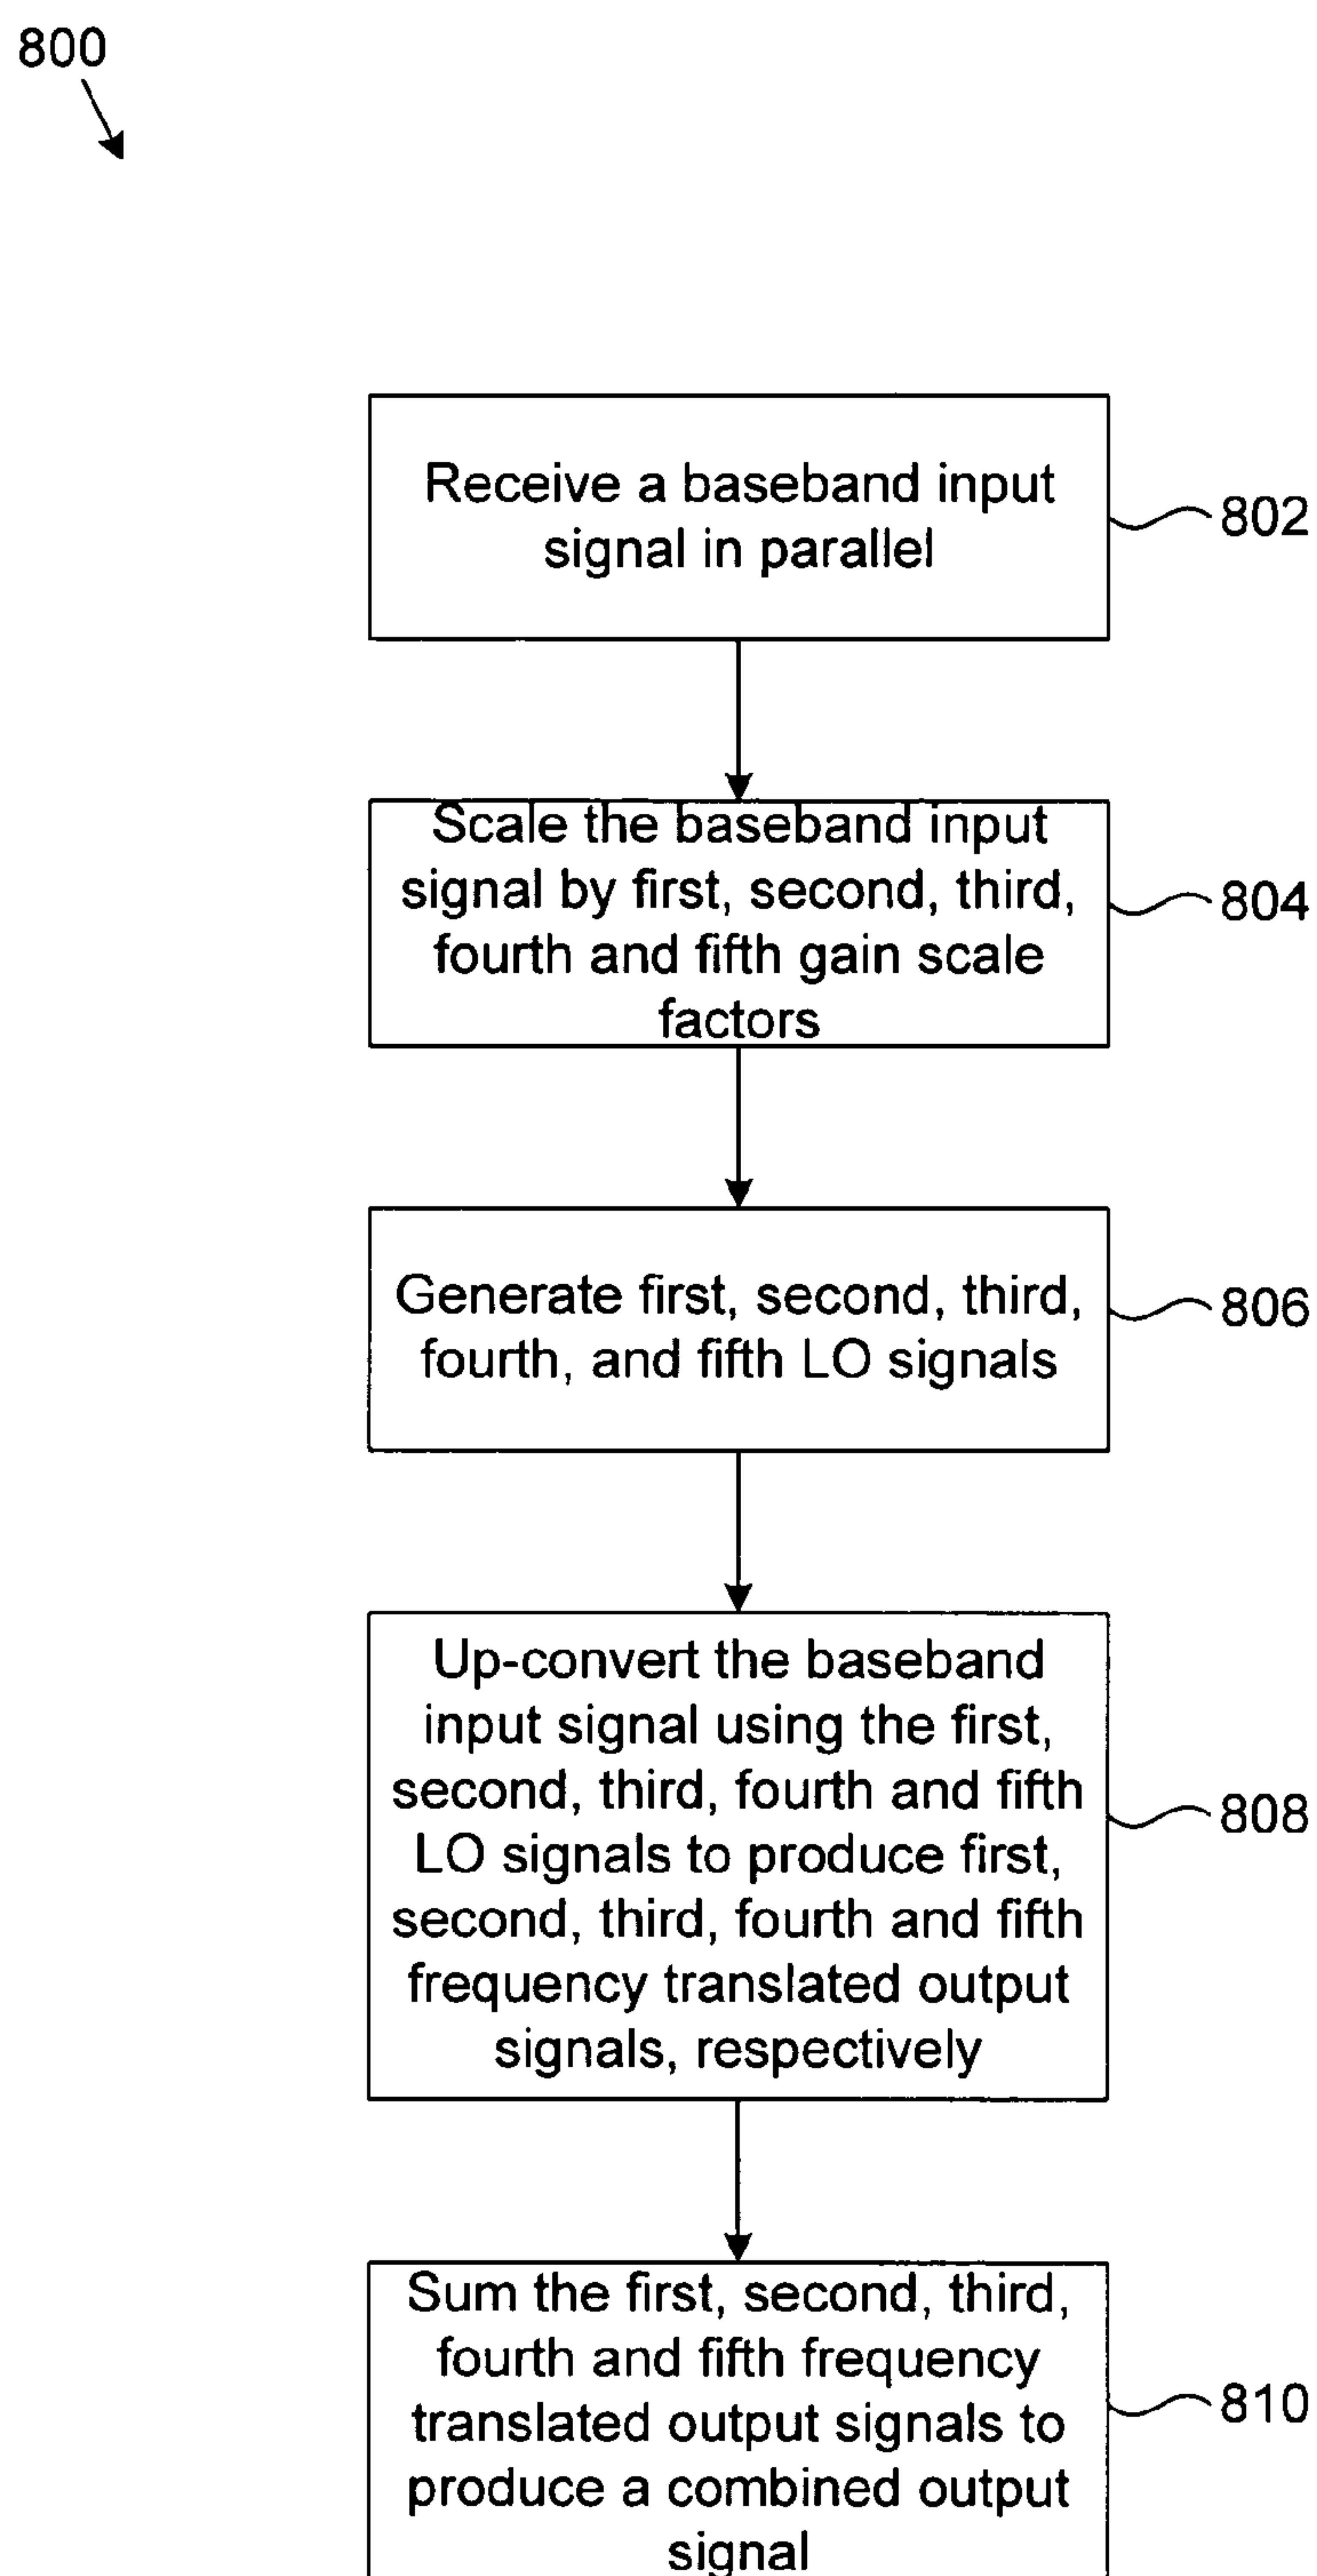 800
Receive a baseband input
signal in parallel
802
Scale the baseband input
signal by first, second, third,
fourth and fifth gain scale
factors
804
Generate first, second, third,
fourth, and fifth LO signals
806
Up-convert the baseband
input signal using the first,
second, third, fourth and fifth
LO signals to produce first,
second, third, fourth and fifth
frequency translated output
signals, respectively
808
Sum the first, second, third,
fourth and fifth frequency
translated output signals to
produce a combined output
signal
810